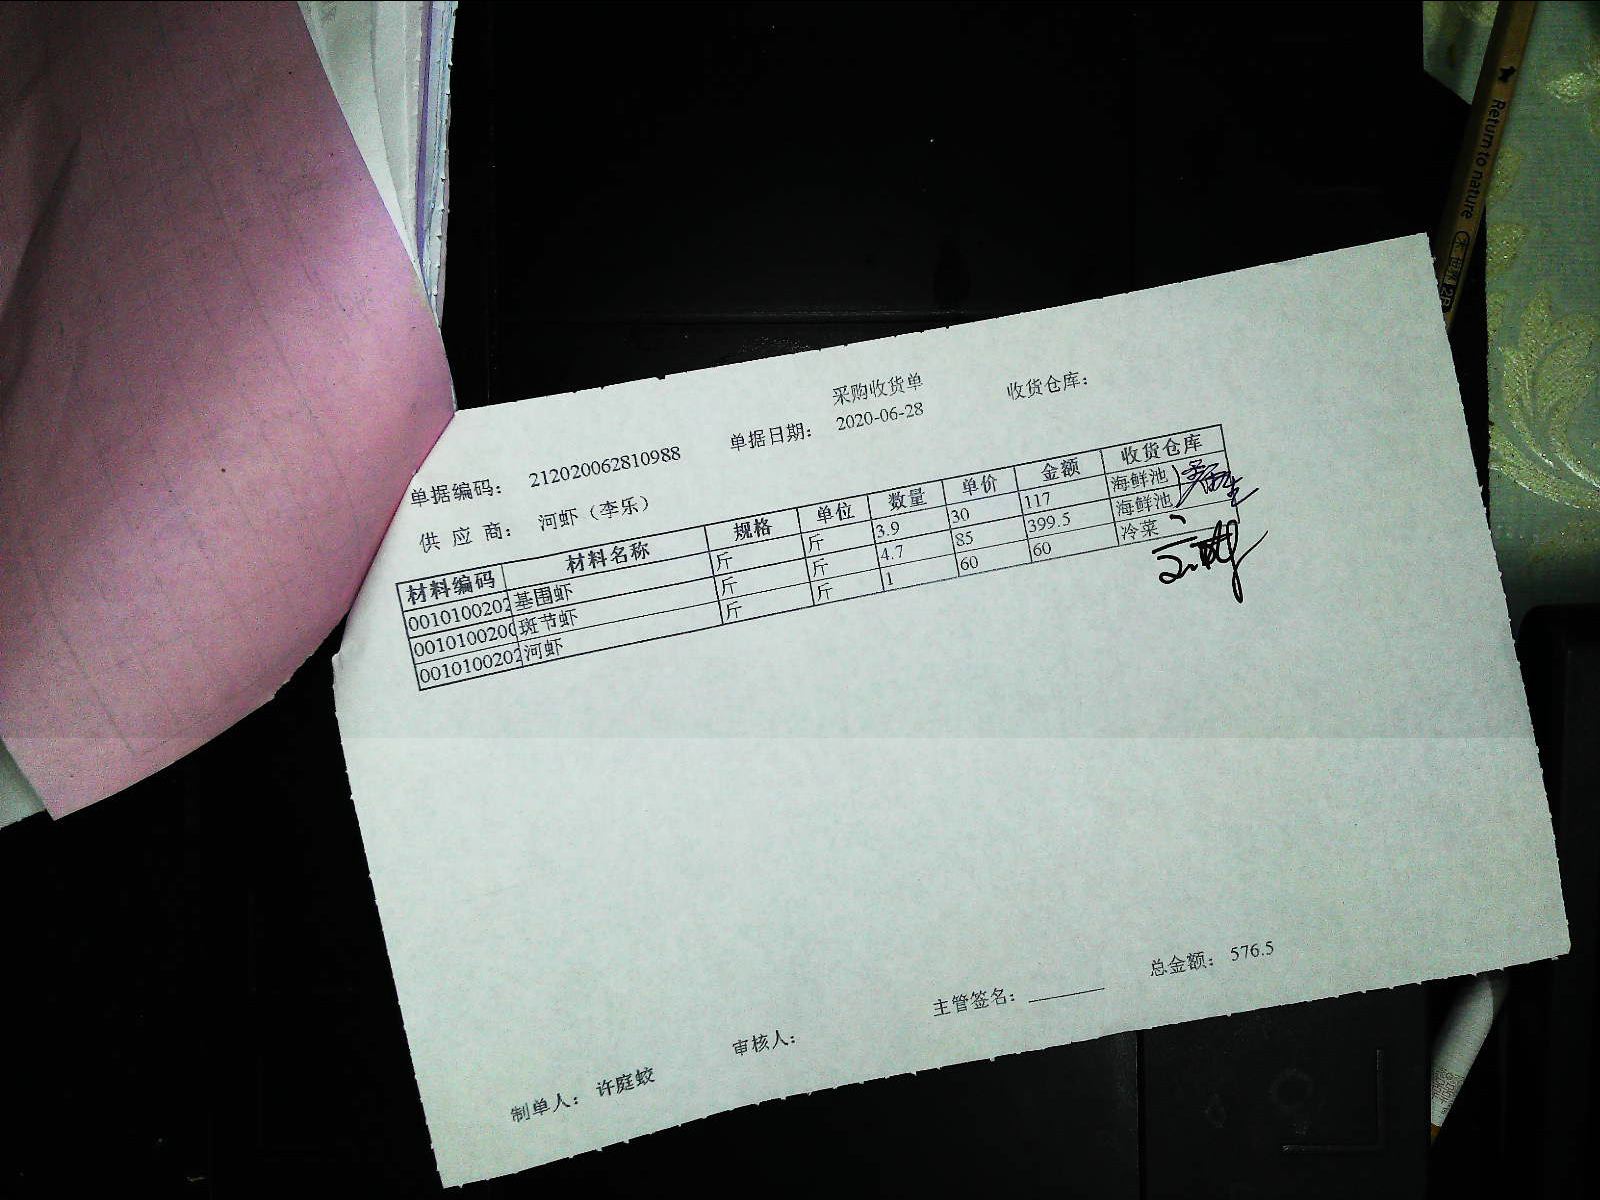 采购收货单
单据编码： 212020062810988 单据日期： 2020-06-28 收货仓库：
供 应 商： 河虾（李乐）
材料编码 材料名称 规格 单位 数量 单价 金额 收货仓库
0010100202 基围虾 斤 斤 3.9 30 117 海鲜池
0010100200 斑节虾 斤 斤 4.7 85 399.5 海鲜池
0010100202 河虾 斤 斤 1 60 60 冷菜
总金额： 576.5
制单人： 许庭蛟 审核人： 主管签名：
Return to nature
2B